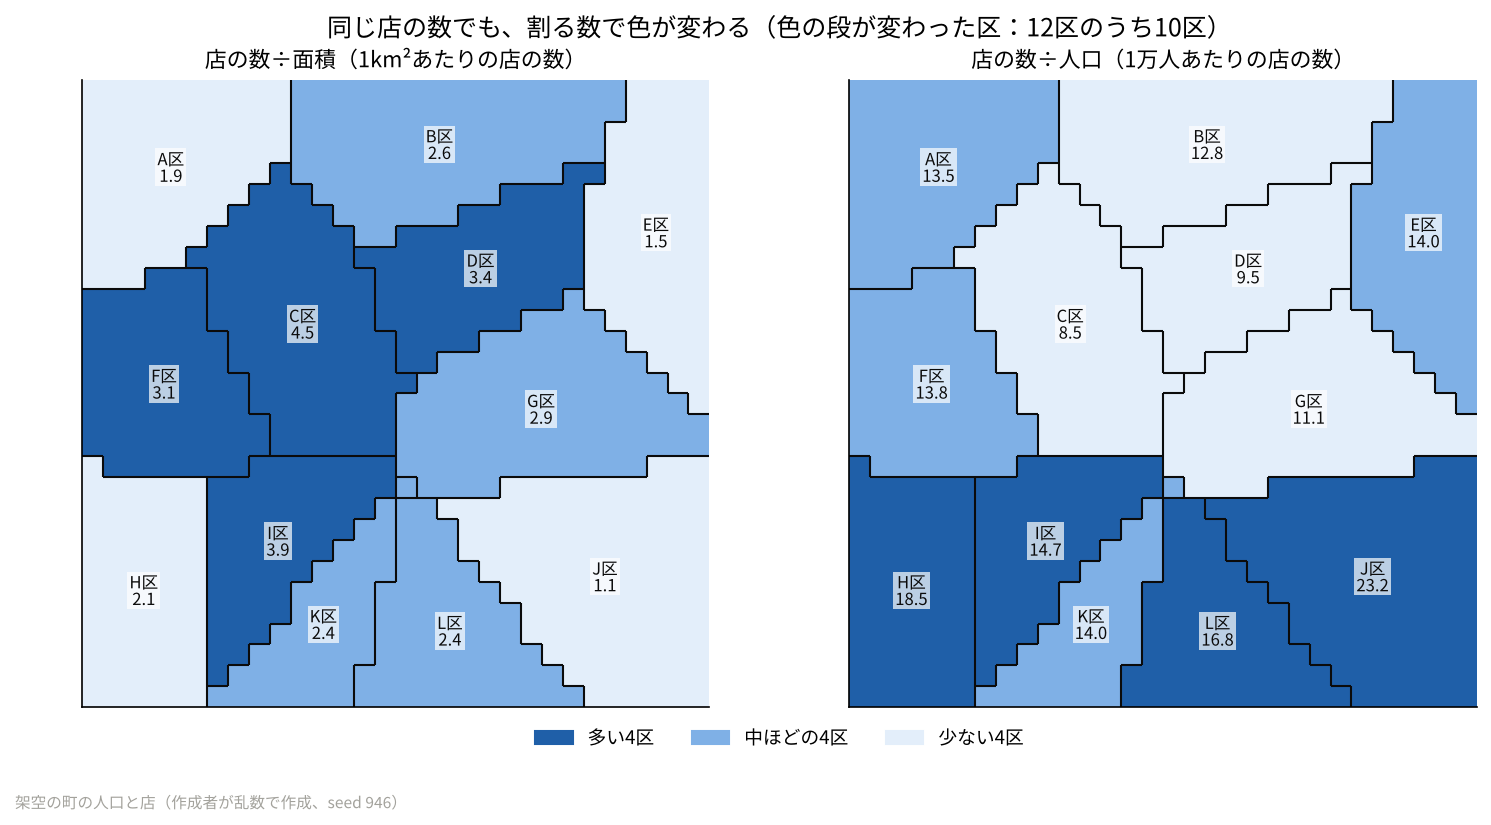 同じ店の数でも、割る数で色が変わる（色の段が変わった区：12区のうち10区）
店の数÷面積（1km²あたりの店の数）
A区
1.9
B区
2.6
E区
1.5
D区
3.4
C区
4.5
F区
3.1
G区
2.9
I区
3.9
H区
2.1
J区
1.1
K区
2.4
L区
2.4
店の数÷人口（1万人あたりの店の数）
A区
13.5
B区
12.8
E区
14.0
D区
9.5
C区
8.5
F区
13.8
G区
11.1
I区
14.7
H区
18.5
J区
23.2
K区
14.0
L区
16.8
多い4区
中ほどの4区
少ない4区
架空の町の人口と店（作成者が乱数で作成、seed 946）